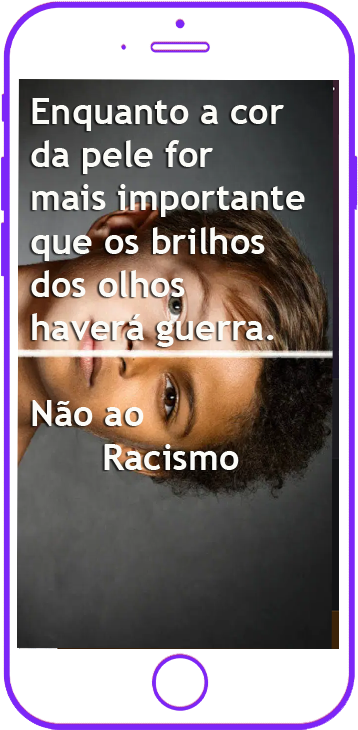 Enquanto a cor
da pele for
mais importante
que os brilhos
dos olhos
haverá guerra.
Não ao
Racismo